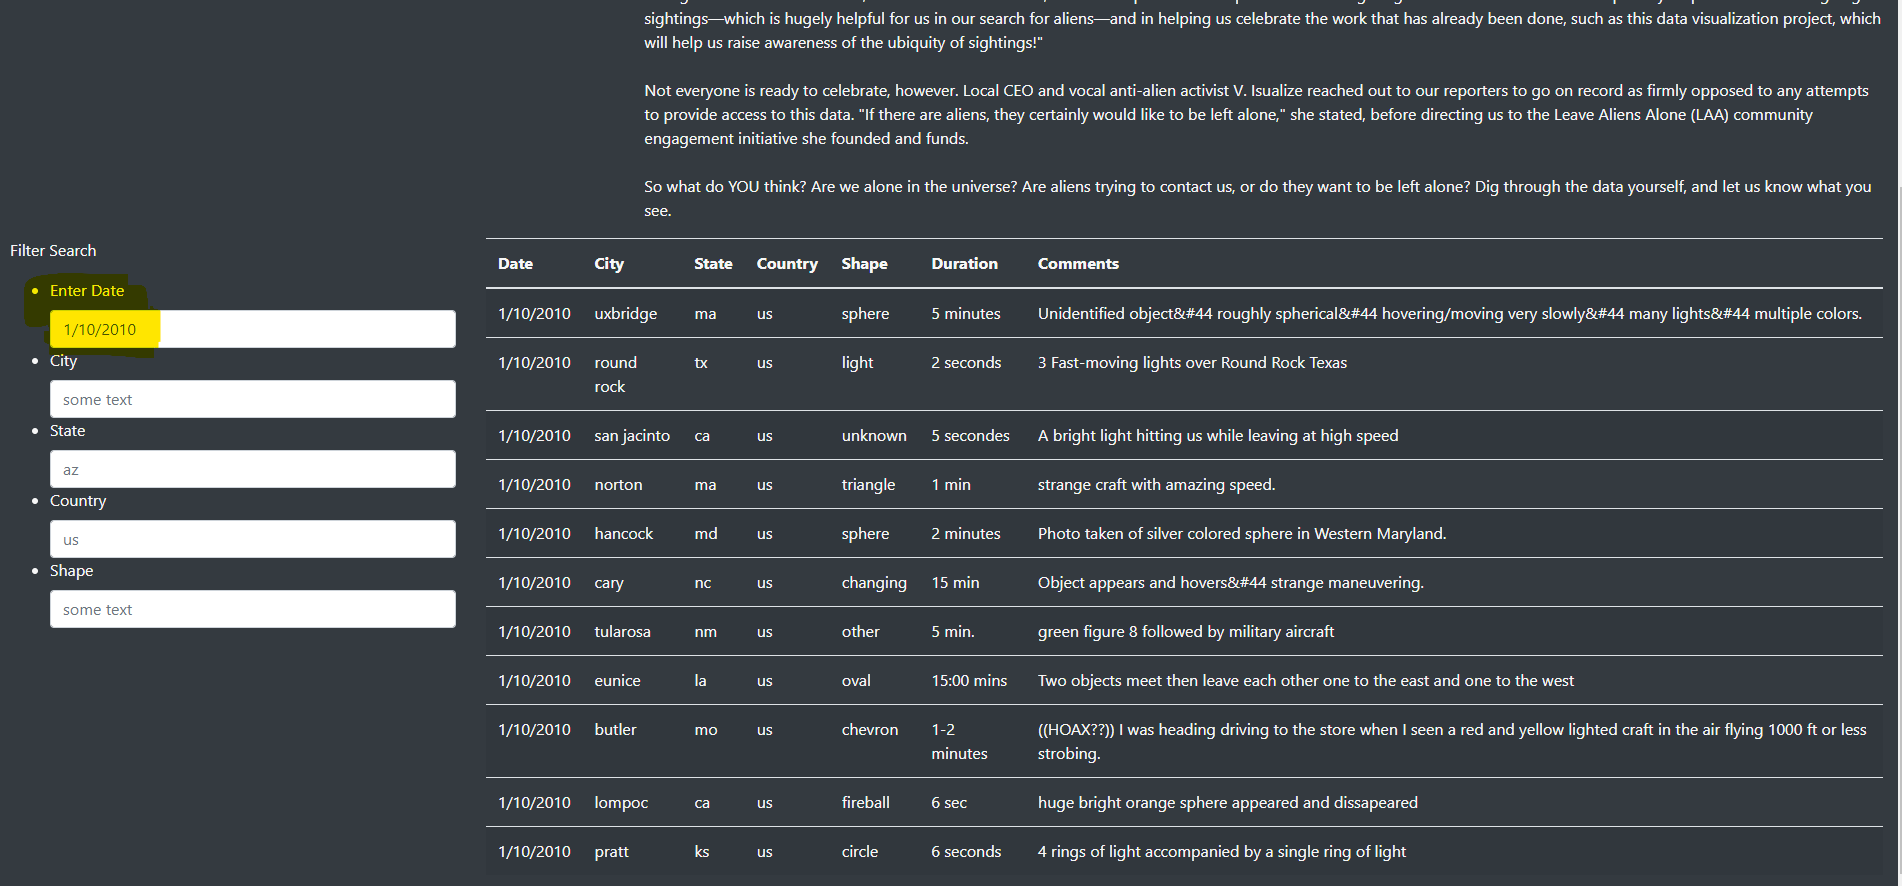 sightings—which is hugely helpful for us in our search for aliens—and in helping us celebrate the work that has already been done, such as this data visualization project, which
will help us raise awareness of the ubiquity of sightings!"
Not everyone is ready to celebrate, however. Local CEO and vocal anti-alien activist V. Isualize reached out to our reporters to go on record as firmly opposed to any attempts
to provide access to this data. "If there are aliens, they certainly would like to be left alone," she stated, before directing us to the Leave Aliens Alone (LAA) community
engagement initiative she founded and funds.
So what do YOU think? Are we alone in the universe? Are aliens trying to contact us, or do they want to be left alone? Dig through the data yourself, and let us know what you
see.
Filter Search
Enter Date
1/10/2010
City
some text
State
az
Country
us
Shape
some text
Date City State Country Shape Duration Comments
1/10/2010 uxbridge ma us sphere 5 minutes Unidentified object&#44 roughly spherical&#44 hovering/moving very slowly&#44 many lights&#44 multiple colors.
1/10/2010 round tx us light 2 seconds 3 Fast-moving lights over Round Rock Texas
rock
1/10/2010 san jacinto ca us unknown 5 secondes A bright light hitting us while leaving at high speed
1/10/2010 norton ma us triangle 1 min strange craft with amazing speed.
1/10/2010 hancock md us sphere 2 minutes Photo taken of silver colored sphere in Western Maryland.
1/10/2010 cary nc us changing 15 min Object appears and hovers&#44 strange maneuvering.
1/10/2010 tularosa nm us other 5 min. green figure 8 followed by military aircraft
1/10/2010 eunice la us oval 15:00 mins Two objects meet then leave each other one to the east and one to the west
1/10/2010 butler mo us chevron 1-2 ((HOAX??)) I was heading driving to the store when I seen a red and yellow lighted craft in the air flying 1000 ft or less
minutes strobing.
1/10/2010 lompoc ca us fireball 6 sec huge bright orange sphere appeared and dissapeared
1/10/2010 pratt ks us circle 6 seconds 4 rings of light accompanied by a single ring of light